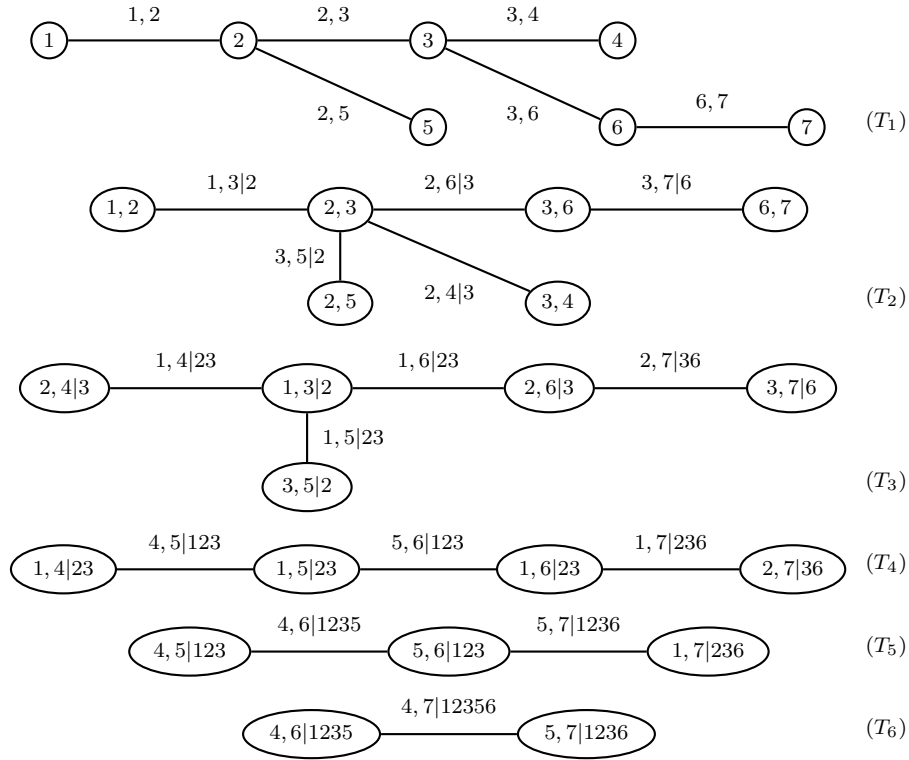 1, 2 2, 3 3, 4
1 2 3 4
2, 5 3, 6 6, 7
5 6 7 (T1)
1, 3|2 2, 6|3 3, 7|6
1, 2 2, 3 3, 6 6, 7
3, 5|2 2, 4|3
2, 5 3, 4 (T2)
1, 4|23 1, 6|23 2, 7|36
2, 4|3 1, 3|2 2, 6|3 3, 7|6
1, 5|23
3, 5|2 (T3)
4, 5|123 5, 6|123 1, 7|236
1, 4|23 1, 5|23 1, 6|23 2, 7|36 (T4)
4, 6|1235 5, 7|1236
4, 5|123 5, 6|123 1, 7|236 (T5)
4, 7|12356
4, 6|1235 5, 7|1236 (T6)